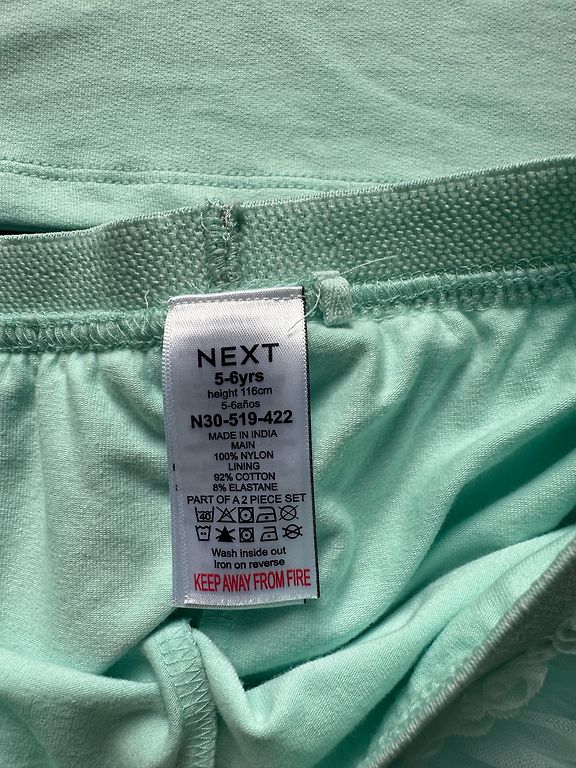 NEXT
5-6yrs
height 116cm
5-6años
N30-519-422
MADE IN INDIA
MAIN
100% NYLON
LINING
92% COTTON
8% ELASTANE
PART OF A 2 PIECE SET
40
Wash inside out
Iron on reverse
KEEP AWAY FROM FIRE